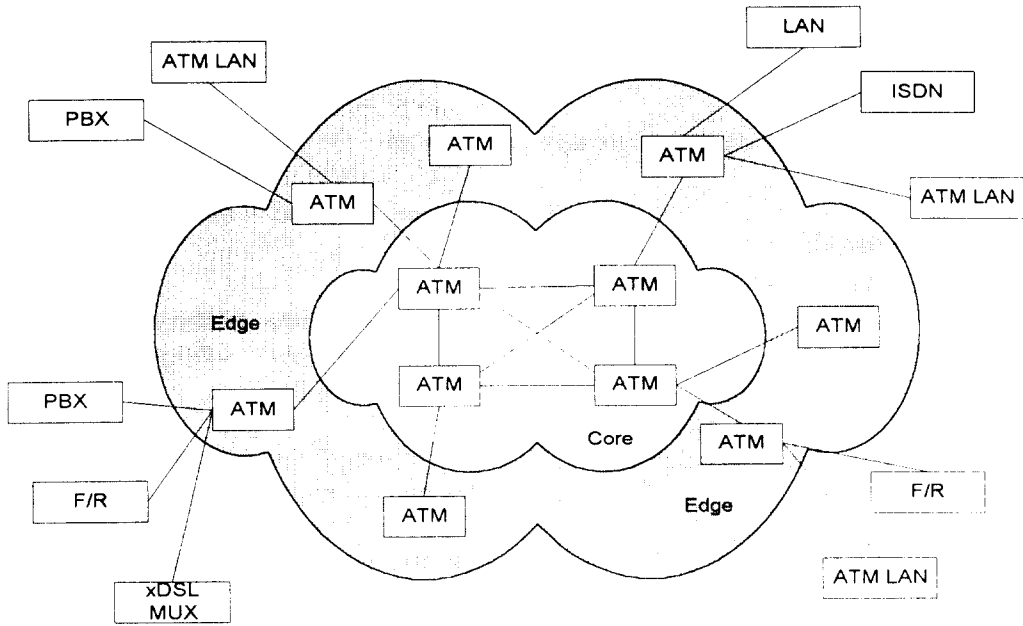 LAN
ATM LAN
ISDN
PBX
ATM
ATM
ATM
ATM LAN
ATM
ATM
Edge
ATM
ATM
ATM
PBX
ATM
Core
ATM
F/R
Edge
F/R
ATM
ATM LAN
xDSL
MUX